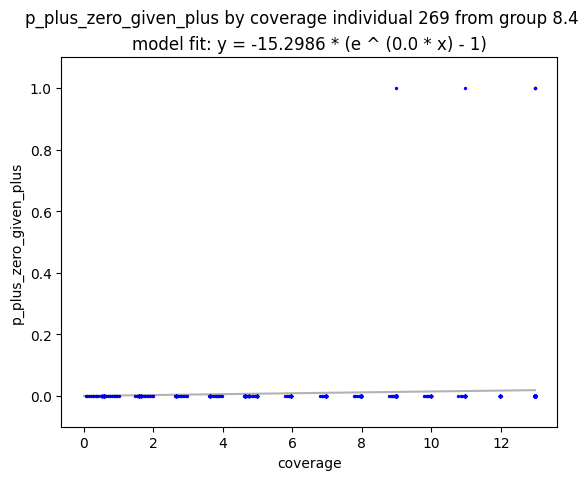 p_plus_zero_given_plus by coverage individual 269 from group 8.4
model fit: y = -15.2986 * (e ^ (0.0 * x) - 1)
1.0
0.8
0.6
0.4
0.2
0.0
p_plus_zero_given_plus
0 2 4 6 8 10 12
coverage